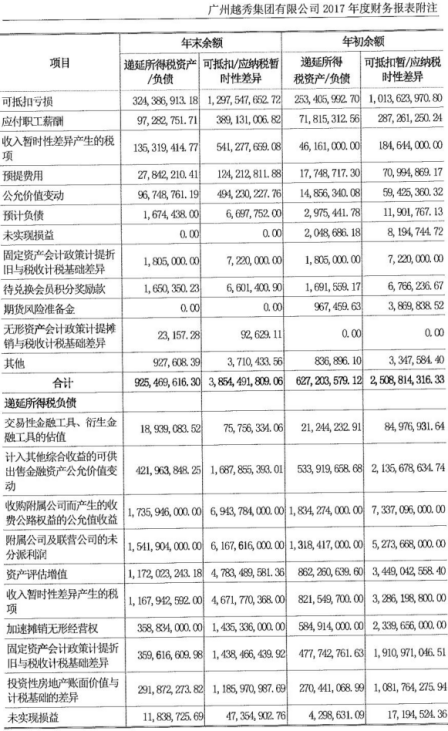 广州越秀集团有限公司 2017 年度财务报表附注
项目 年末余额 年初余额
递延所得税资产/负债 可抵扣/应纳税暂时性差异 递延所得税资产/负债 可抵扣暂/应纳税时性差异
可抵扣亏损 324,386,913.18 1,297,547,652.72 253,405,992.70 1,013,623,970.80
应付职工薪酬 97,282,751.71 389,131,006.82 71,815,312.56 287,261,250.24
收入暂时性差异产生的税项 135,319,414.77 541,277,659.08 46,161,000.00 184,644,000.00
预提费用 27,842,210.41 124,212,811.88 17,748,717.30 70,994,869.17
公允价值变动 96,748,761.19 494,230,227.76 14,856,340.08 59,425,360.32
预计负债 1,674,438.00 6,697,752.00 2,975,441.78 11,901,767.13
未实现损益 0.00 0.00 2,048,686.18 8,194,744.72
固定资产会计政策计提折旧与税收计税基础差异 1,805,000.00 7,220,000.00 1,805,000.00 7,220,000.00
待兑换会员积分奖励款 1,650,350.23 6,601,400.90 1,691,559.17 6,766,236.67
期货风险准备金 0.00 0.00 967,459.63 3,869,838.52
无形资产会计政策计提摊销与税收计税基础差异 23,157.28 92,629.11 0.00 0.00
其他 927,608.39 3,710,433.56 836,896.10 3,347,584.40
合计 925,469,616.30 3,854,491,809.06 627,203,579.12 2,508,814,316.33
递延所得税负债
交易性金融工具、衍生金融工具的估值 18,939,083.52 75,756,334.06 21,244,232.91 84,976,931.64
计入其他综合收益的可供出售金融资产公允价值变动 421,963,848.25 1,687,855,393.01 533,919,658.68 2,135,678,634.74
收购附属公司而产生的收费公路权益的公允值收益 1,735,946,000.00 6,943,784,000.00 1,834,274,000.00 7,337,096,000.00
附属公司及联营公司的未分派利润 1,541,904,000.00 6,167,616,000.00 1,318,417,000.00 5,273,668,000.00
资产评估增值 1,172,023,243.18 4,783,489,581.36 862,260,639.60 3,449,042,558.40
收入暂时性差异产生的税项 1,167,942,592.00 4,671,770,368.00 821,549,700.00 3,286,198,800.00
加速摊销无形经营权 358,834,000.00 1,435,336,000.00 584,914,000.00 2,339,656,000.00
固定资产会计政策计提折旧与税收计税基础差异 359,616,609.98 1,438,466,439.92 477,742,761.63 1,910,971,046.51
投资性房地产账面价值与计税基础的差异 291,872,273.82 1,185,970,987.69 270,441,068.99 1,081,764,275.94
未实现损益 11,838,725.69 47,354,902.76 4,298,631.09 17,194,524.36